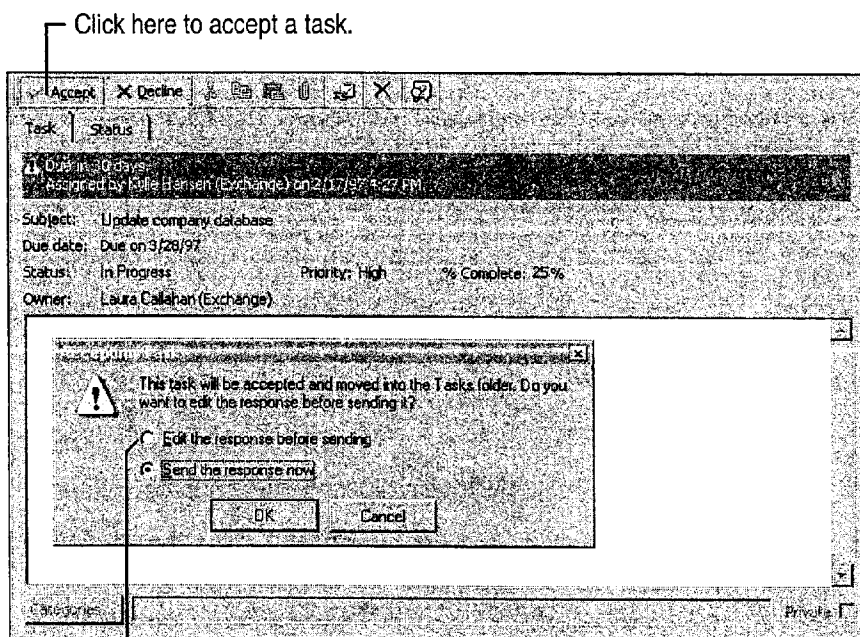 Click here to accept a task.
Accept Decline
Task Status
Due in days
Assigned by Hansen (Exchange) on 2/17/97 4:27 PM
Subject: Update company database
Due date: Due on 3/28/97
Status: In Progress Priority: High % Complete: 25%
Owner: Laura Callahan (Exchange)
This task will be accepted and moved into the Tasks folder. Do you
want to edit the response before sending it?
Edit the response before sending
Send the response now
OK Cancel
Categories... Private